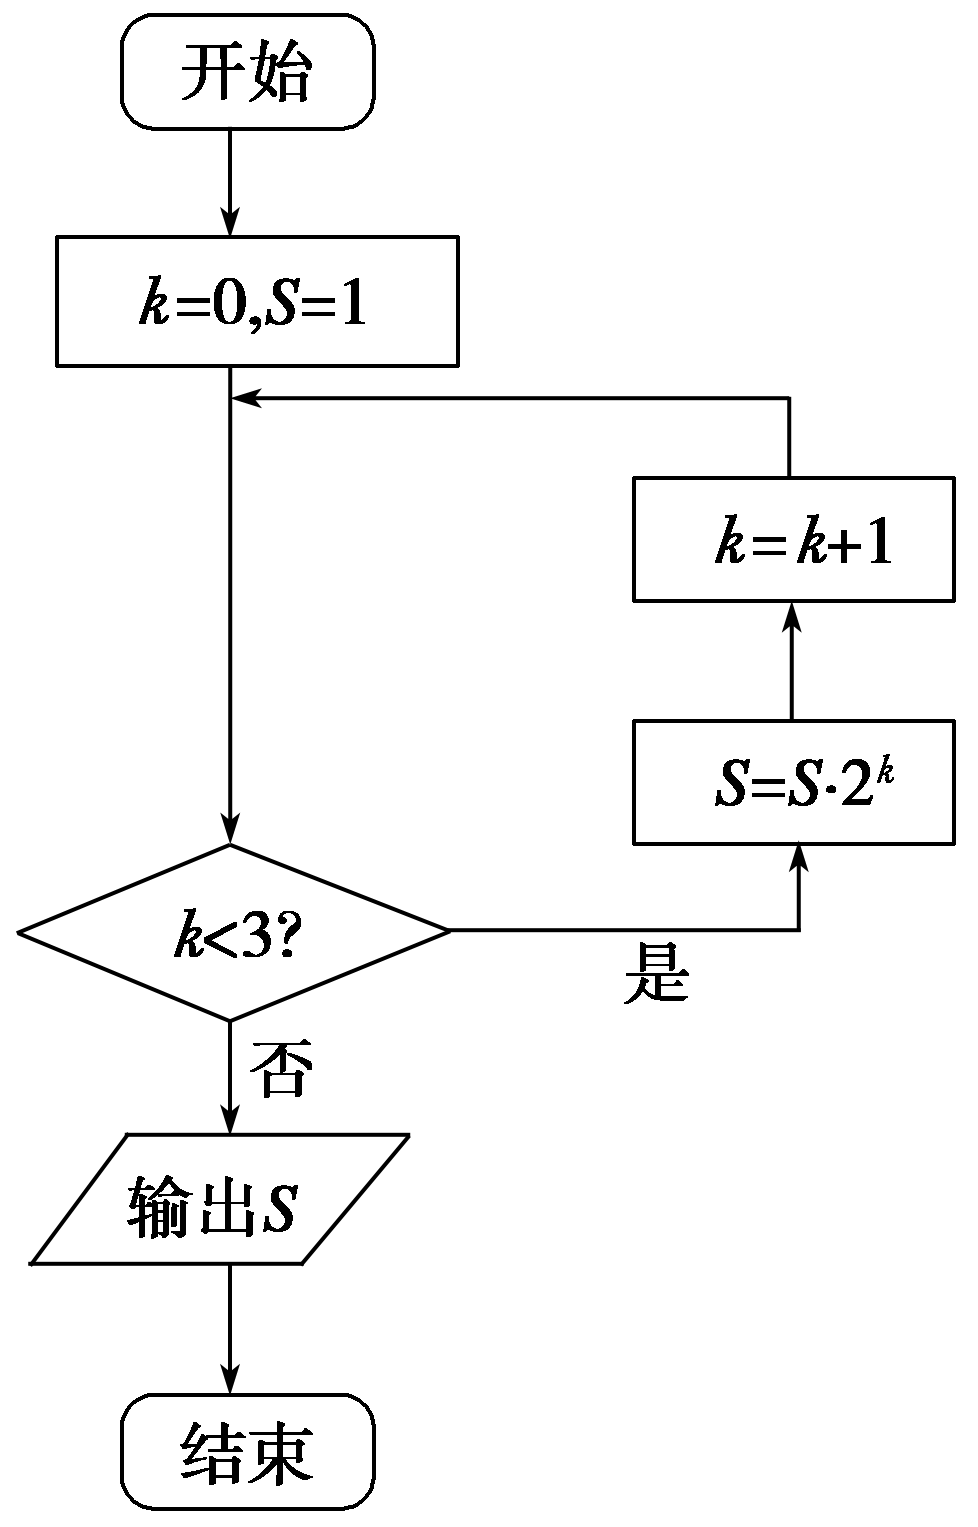 开始
k=0,S=1
k=k+1
S=S·2^k
k<3?
是
否
输出S
结束